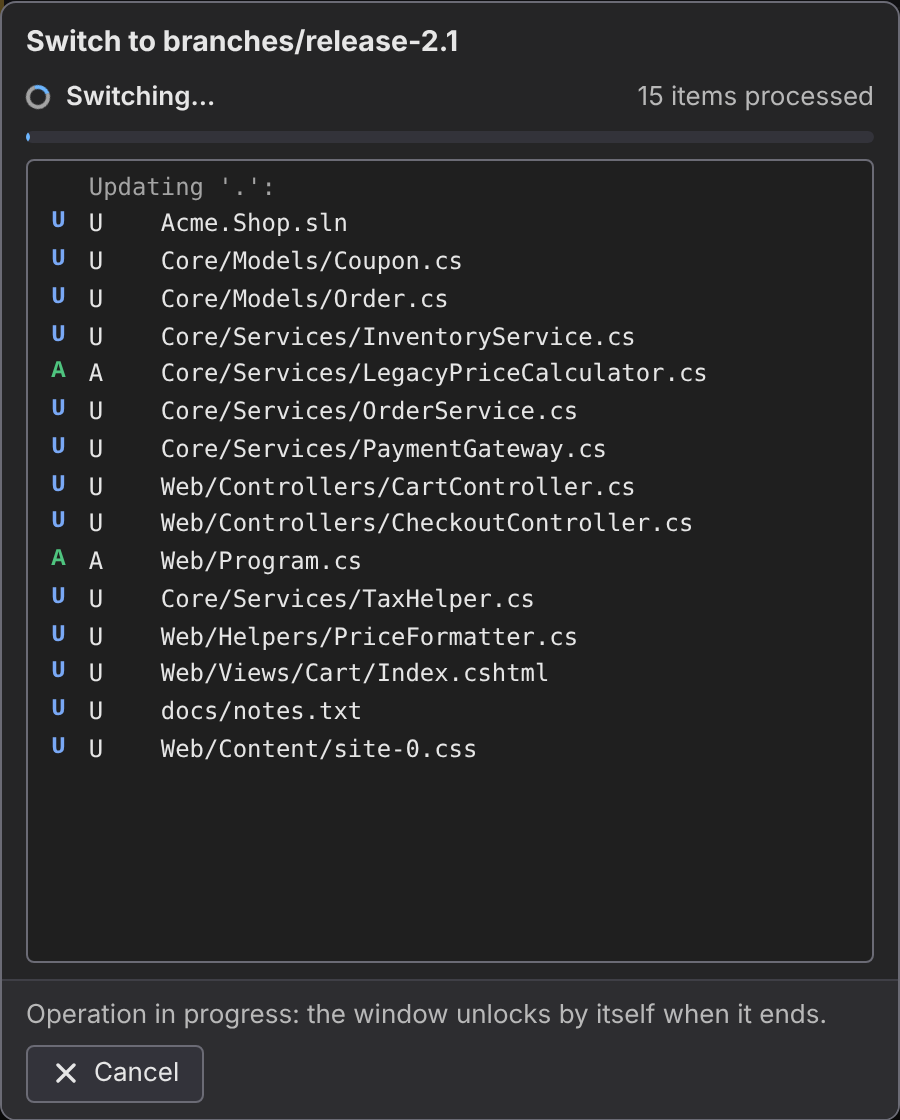 Switch to branches/release-2.1
Switching... 15 items processed
Updating '.':
U U Acme.Shop.sln
U U Core/Models/Coupon.cs
U U Core/Models/Order.cs
U U Core/Services/InventoryService.cs
A A Core/Services/LegacyPriceCalculator.cs
U U Core/Services/OrderService.cs
U U Core/Services/PaymentGateway.cs
U U Web/Controllers/CartController.cs
U U Web/Controllers/CheckoutController.cs
A A Web/Program.cs
U U Core/Services/TaxHelper.cs
U U Web/Helpers/PriceFormatter.cs
U U Web/Views/Cart/Index.cshtml
U U docs/notes.txt
U U Web/Content/site-0.css
Operation in progress: the window unlocks by itself when it ends.
Cancel